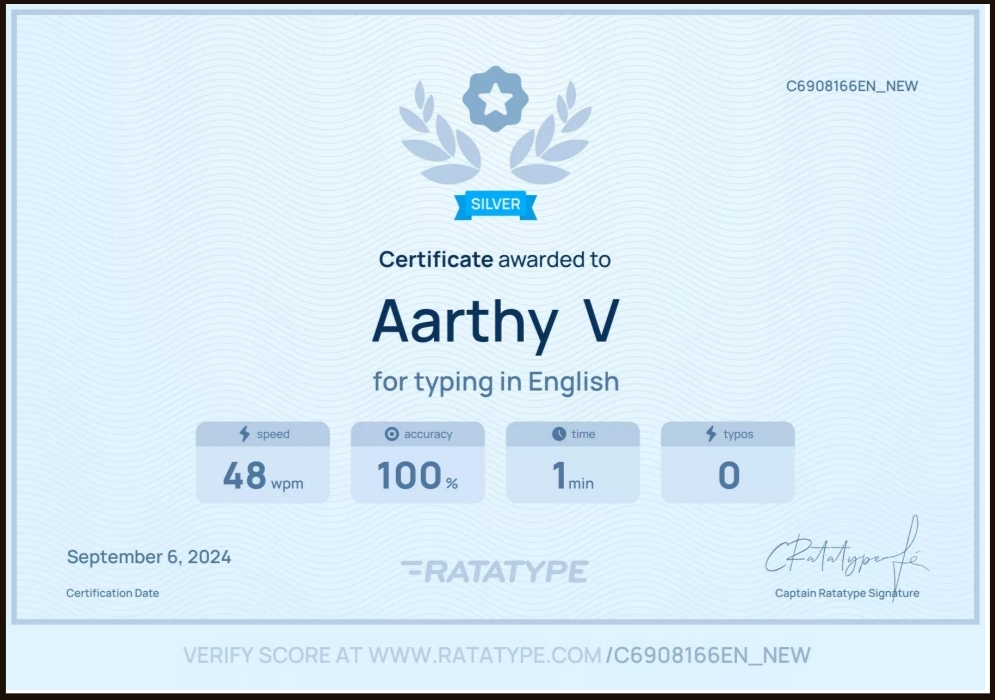 C6908166EN_NEW
SILVER
Certificate awarded to
Aarthy V
for typing in English
speed accuracy time typos
48 wpm 100 % 1 min 0
September 6, 2024
Certification Date
RATATYPE
Ratatype
Captain Ratatype Signature
VERIFY SCORE AT WWW.RATATYPE.COM/C6908166EN_NEW